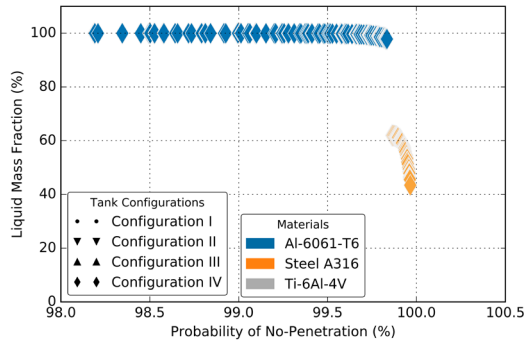 100
80
60
40
20
0
Liquid Mass Fraction (%)
Tank Configurations
Configuration I
Configuration II
Configuration III
Configuration IV
Materials
Al-6061-T6
Steel A316
Ti-6Al-4V
98.0 98.5 99.0 99.5 100.0 100.5
Probability of No-Penetration (%)